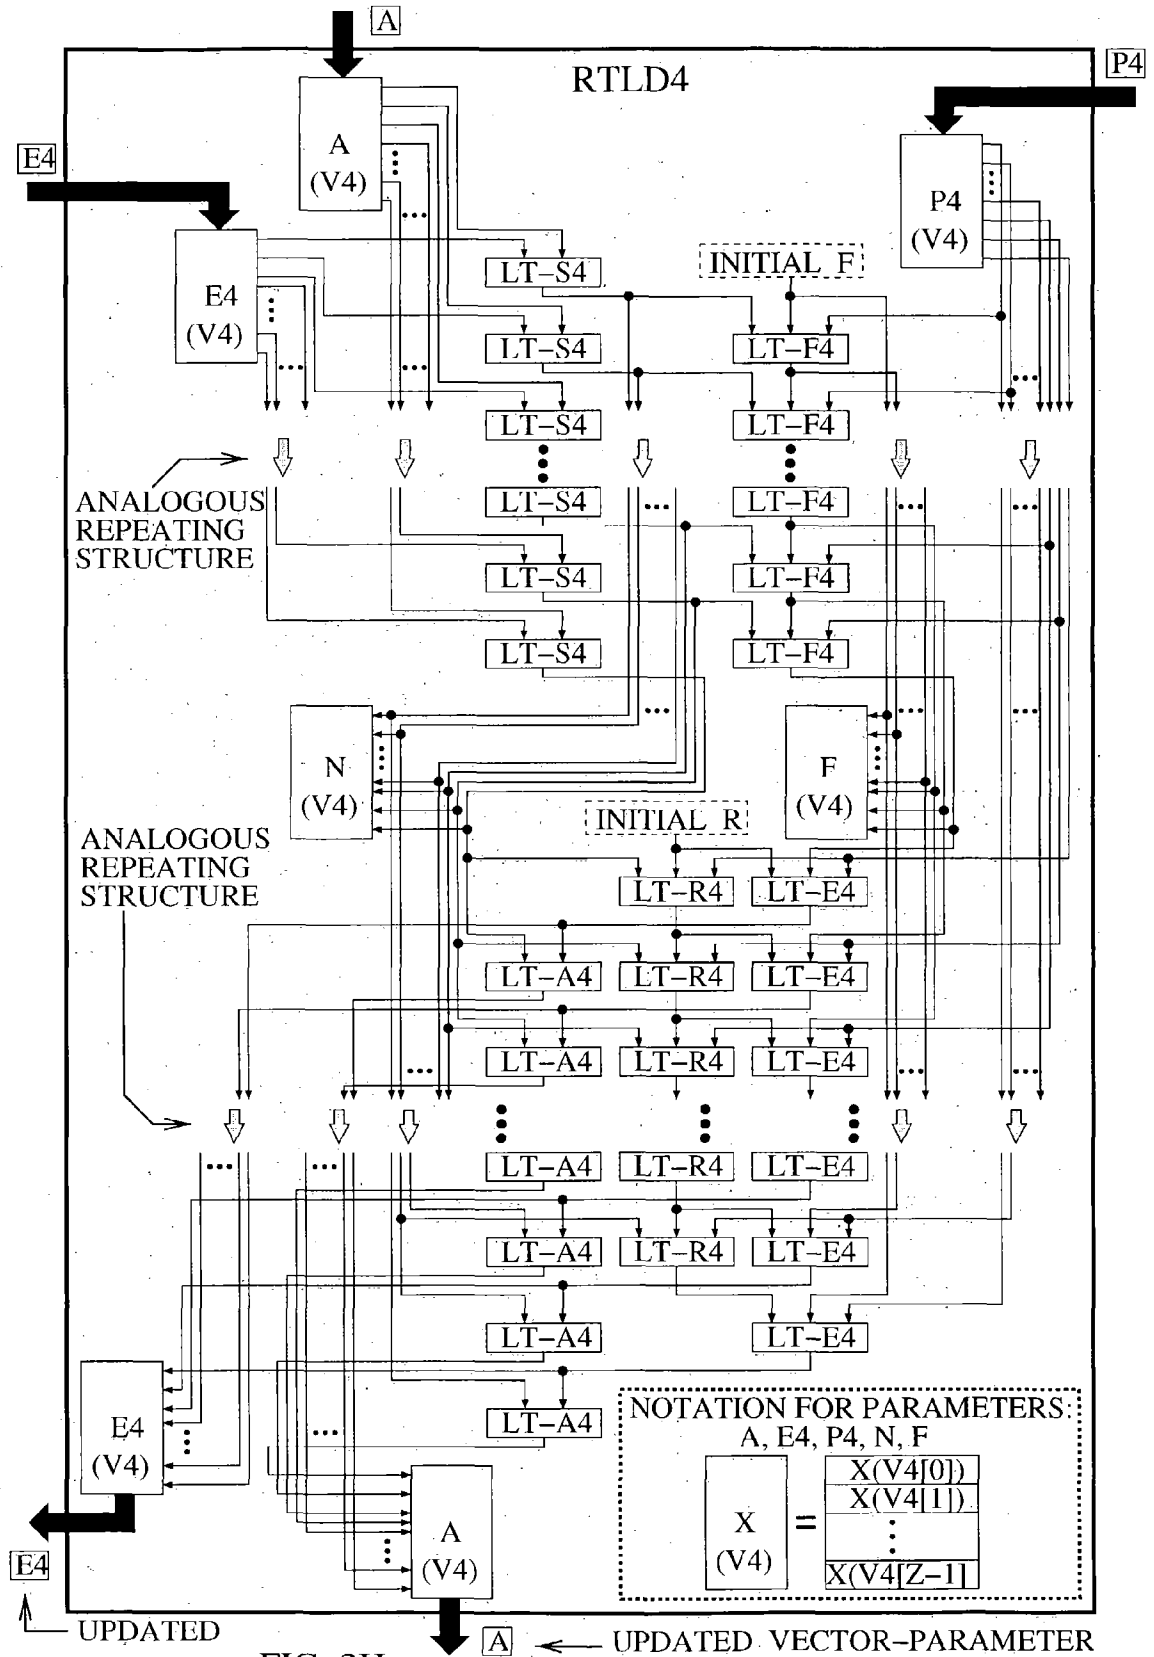 A
RTLD4
P4
E4
A
(V4)
P4
(V4)
E4
(V4)
LT-S4
INITIAL F
LT-S4
LT-F4
LT-S4
LT-F4
ANALOGOUS
REPEATING
STRUCTURE
LT-S4
LT-F4
LT-S4
LT-F4
LT-S4
LT-F4
N
(V4)
F
(V4)
INITIAL R
ANALOGOUS
REPEATING
STRUCTURE
LT-R4
LT-E4
LT-A4
LT-R4
LT-E4
LT-A4
LT-R4
LT-E4
LT-A4
LT-R4
LT-E4
LT-A4
LT-R4
LT-E4
LT-A4
LT-E4
LT-A4
E4
(V4)
NOTATION FOR PARAMETERS:
A, E4, P4, N, F
X
(V4)
=
X(V4[0])
X(V4[1])
X(V4[Z-1]
A
(V4)
E4
UPDATED
A
UPDATED VECTOR-PARAMETER